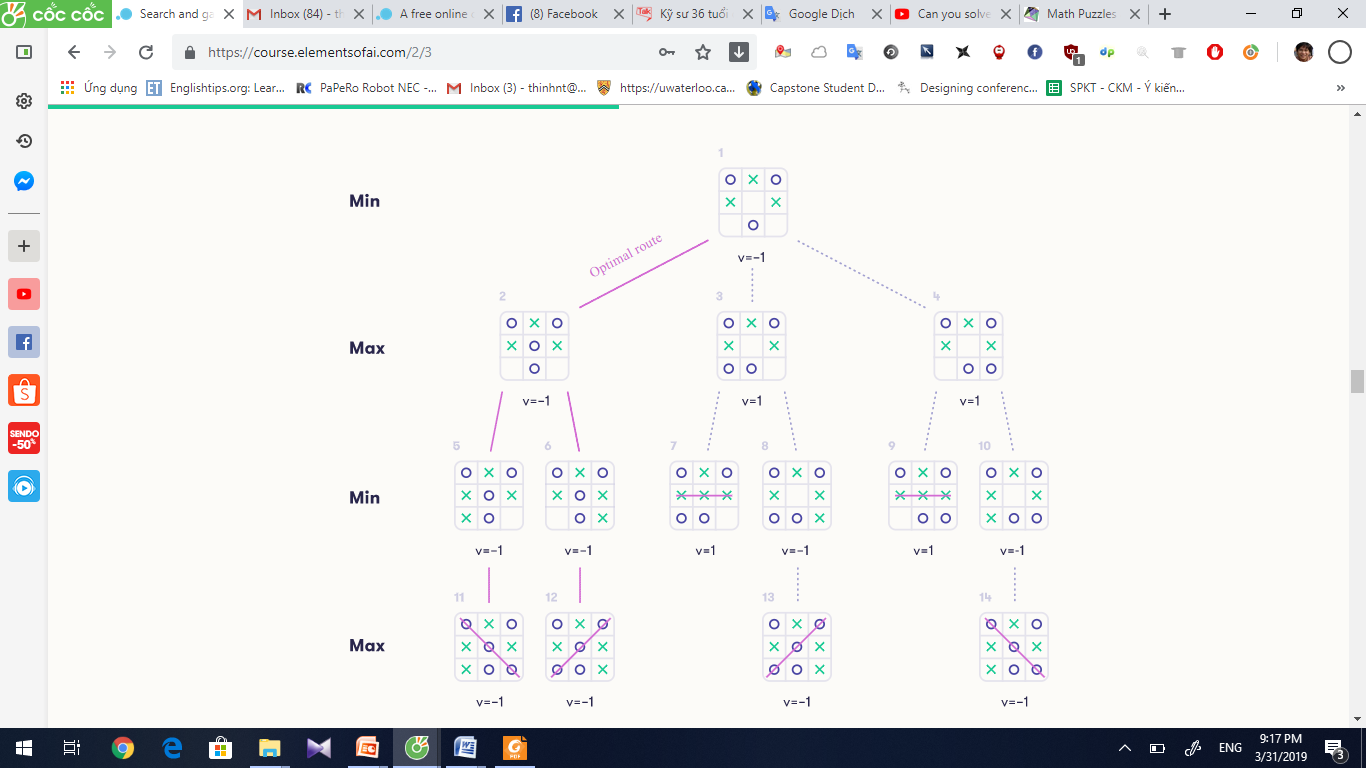 cốc cốc
Search and ga
Inbox (84) - th
A free online c
(8) Facebook
Kỹ sư 36 tuổi
Google Dịch
Can you solve
Math Puzzles
https://course.elementsofai.com/2/3
1
Ứng dụng
ET Englishtips.org: Lear...
RC PaPeRo Robot NEC -...
Inbox (3) - thinhnt@...
https://uwaterloo.ca...
Capstone Student D...
Designing conferenc...
SPKT - CKM - Ý kiến...
»
1
Min
O X O
X X
O
v=-1
Optimal route
2 3 4
Max
O X O O X O O X O
X O X X X X X
O O O O O
v=-1 v=1 v=1
5 6 7 8 9 10
Min
O X O O X O O X O O X O O X O O X O
X O X X O X X X X X X X X X X X
X O O X O O O O X O O X O O
v=-1 v=-1 v=1 v=-1 v=1 v=-1
11 12 13 14
Max
O X O O X O O X O O X O
X O X X O X X O X X O X
X O O O O X O O X X O O
v=-1 v=-1 v=-1 v=-1
SENDO
-50%
9:17 PM
ENG
3/31/2019
3